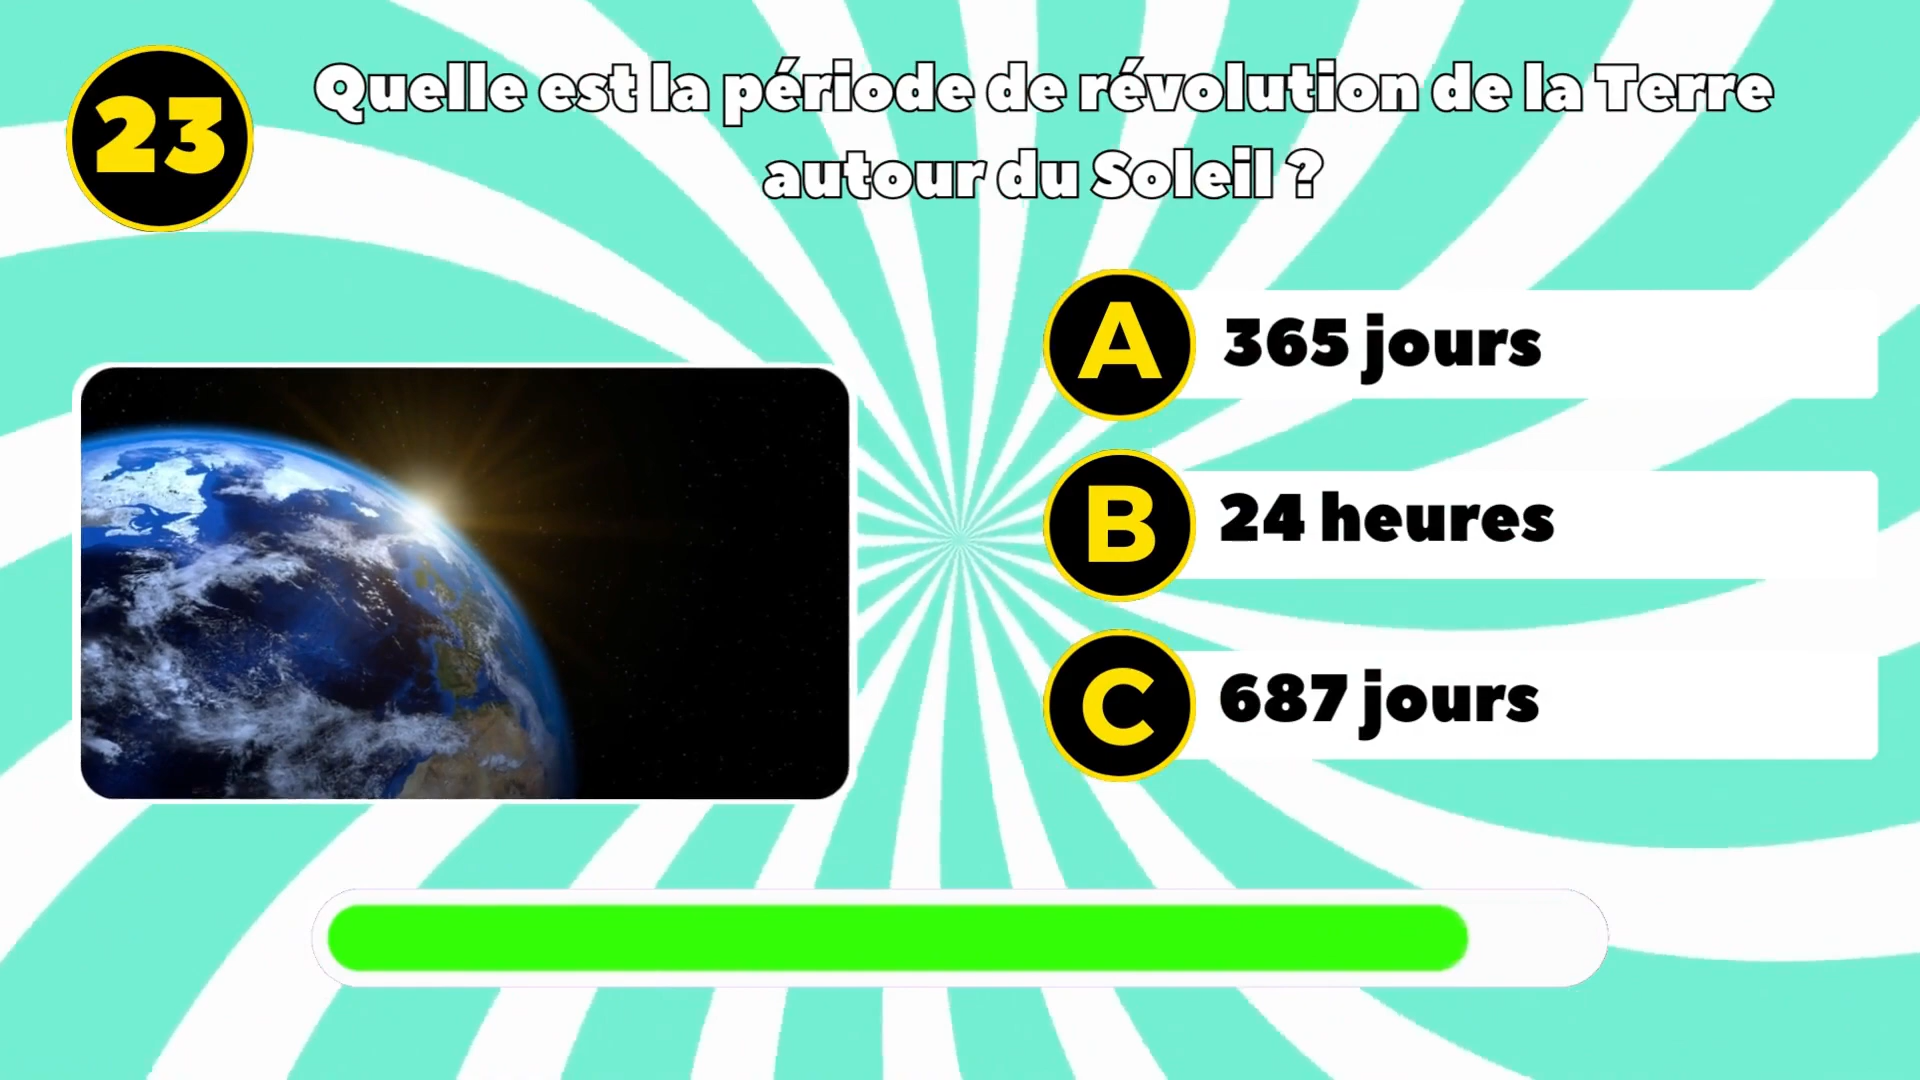 23
Quelle est la période de révolution de la Terre
autour du Soleil ?
A 365 jours
B 24 heures
C 687 jours